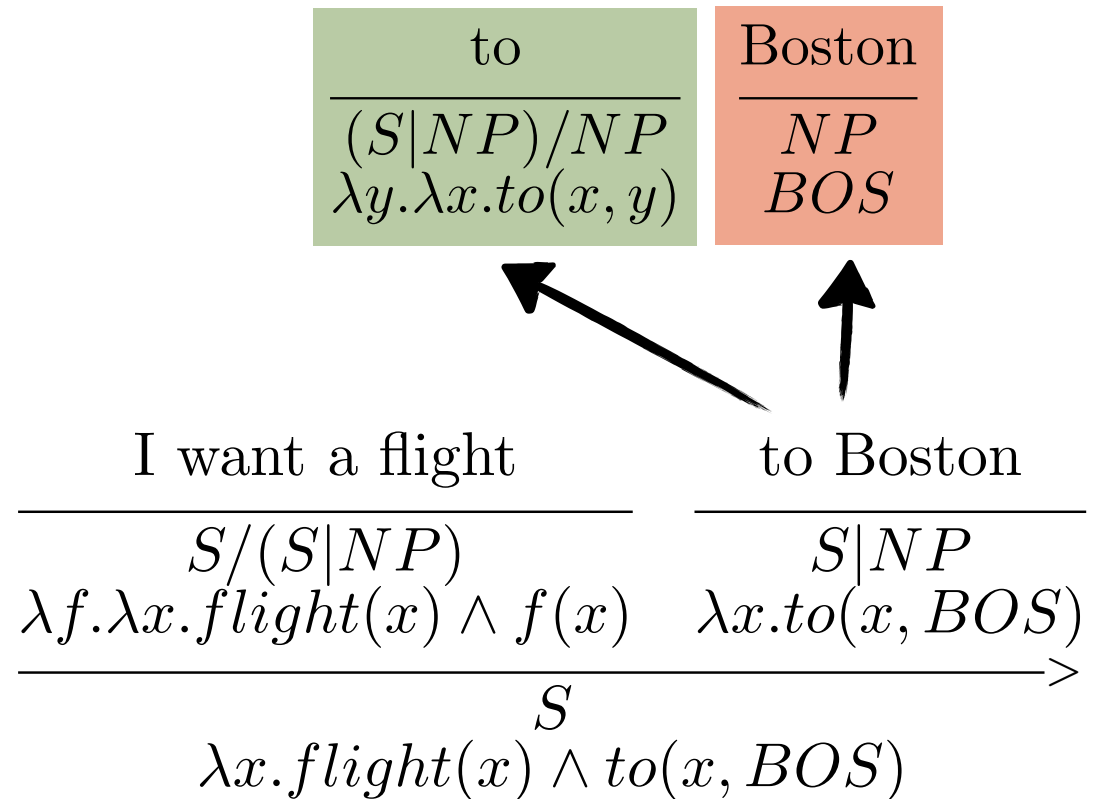 to Boston
(S|NP)/NP NP
λy.λx.to(x, y) BOS
I want a flight to Boston
S/(S|NP) S|NP
λf.λx.flight(x) ∧ f(x) λx.to(x, BOS)
>
S
λx.flight(x) ∧ to(x, BOS)